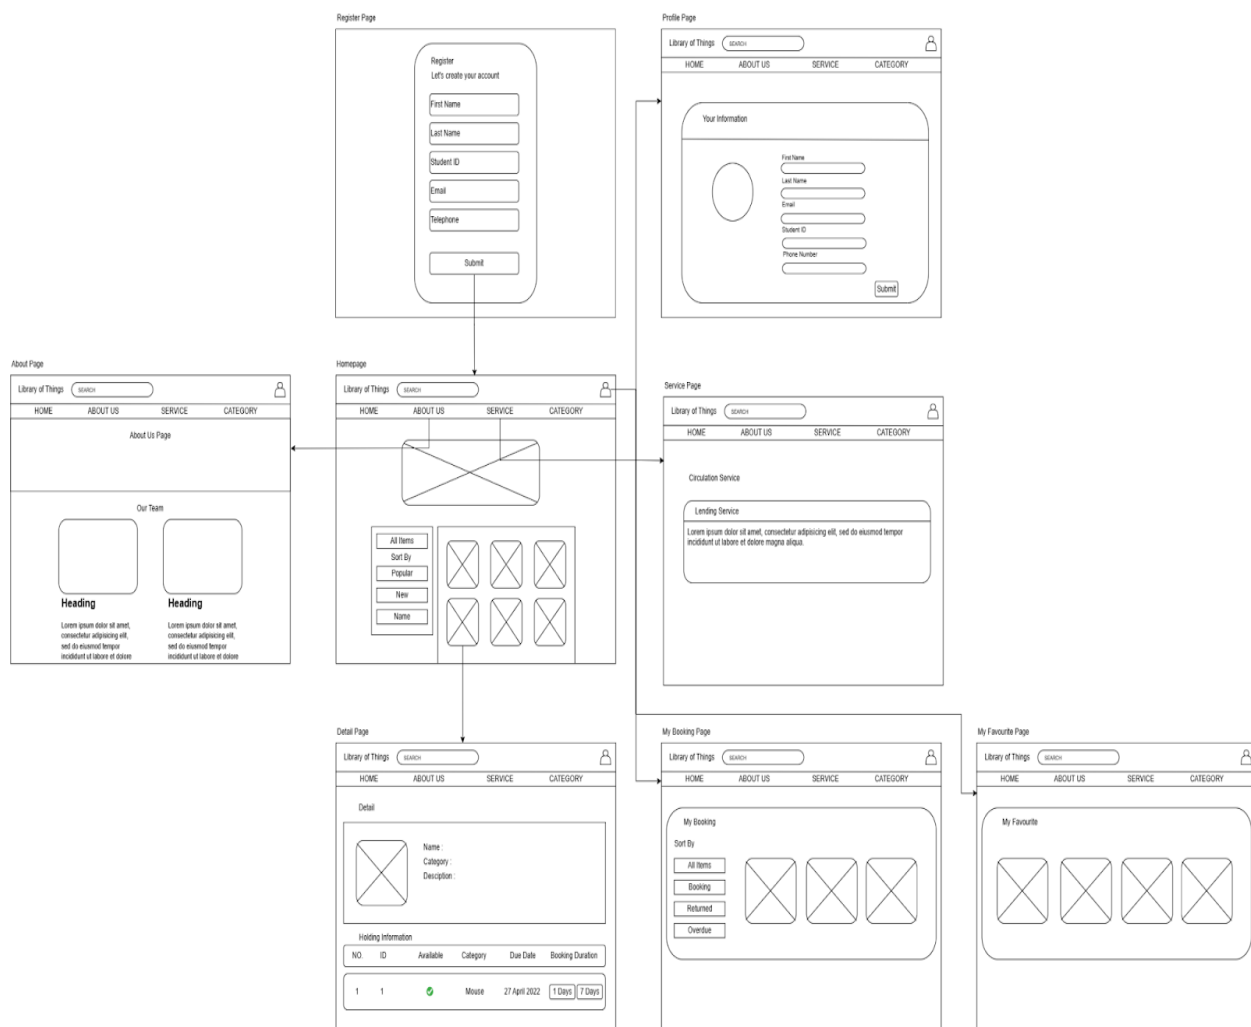 Register Page
Register
Let's create your account
First Name
Last Name
Student ID
Email
Telephone
Submit
Profile Page
Library of Things
SEARCH
HOME ABOUT US SERVICE CATEGORY
Your Information
First Name
Last Name
Email
Student ID
Phone Number
Submit
About Page
Library of Things
SEARCH
HOME ABOUT US SERVICE CATEGORY
About Us Page
Our Team
Heading
Lorem ipsum dolor sit amet,
consectetur adipisicing elit,
sed do eiusmod tempor
incididunt ut labore et dolore
Heading
Lorem ipsum dolor sit amet,
consectetur adipisicing elit,
sed do eiusmod tempor
incididunt ut labore et dolore
Homepage
Library of Things
SEARCH
HOME ABOUT US SERVICE CATEGORY
All Items
Sort By
Popular
New
Name
Service Page
Library of Things
SEARCH
HOME ABOUT US SERVICE CATEGORY
Circulation Service
Lending Service
Lorem ipsum dolor sit amet, consectetur adipisicing elit, sed do eiusmod tempor
incididunt ut labore et dolore magna aliqua.
Detail Page
Library of Things
SEARCH
HOME ABOUT US SERVICE CATEGORY
Detail
Name :
Category :
Desciption :
Holding Information
NO. ID Available Category Due Date Booking Duration
1 1 Mouse 27 April 2022 1 Days 7 Days
My Booking Page
Library of Things
SEARCH
HOME ABOUT US SERVICE CATEGORY
My Booking
Sort By
All Items
Booking
Returned
Overdue
My Favourite Page
Library of Things
SEARCH
HOME ABOUT US SERVICE CATEGORY
My Favourite